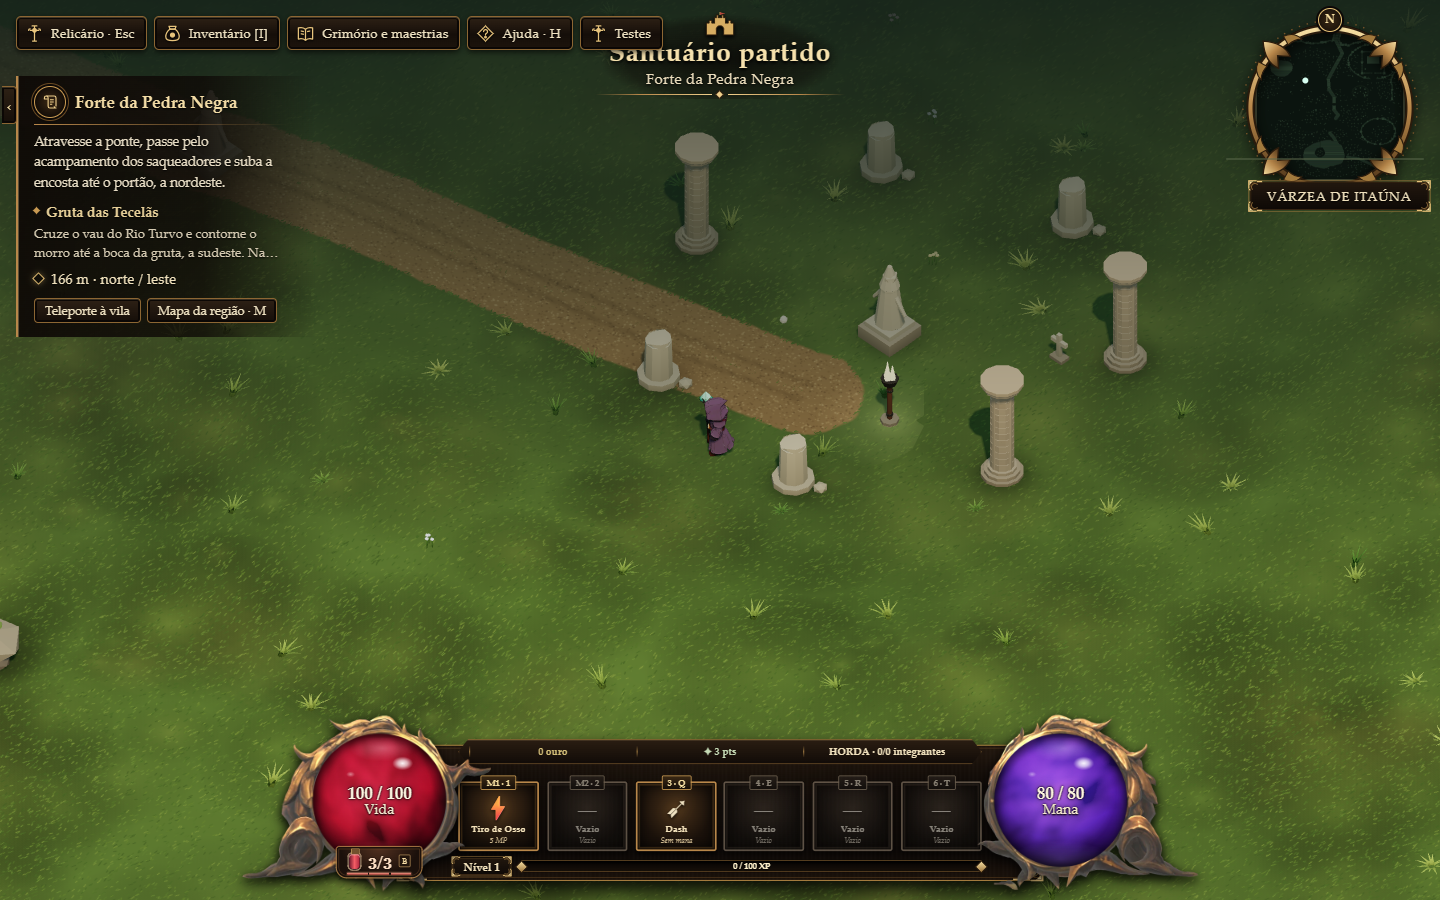 Relicário · Esc
Inventário [I]
Grimório e maestrias
Ajuda · H
Testes
Santuário partido
Forte da Pedra Negra
N
VÁRZEA DE ITAÚNA
‹
Forte da Pedra Negra
Atravesse a ponte, passe pelo
acampamento dos saqueadores e suba a
encosta até o portão, a nordeste.
Gruta das Tecelãs
Cruze o vau do Rio Turvo e contorne o
morro até a boca da gruta, a sudeste. Na...
166 m · norte / leste
Teleporte à vila
Mapa da região · M
0 ouro
3 pts
HORDA · 0/0 integrantes
100 / 100
Vida
3/3
B
M1 · 1
Tiro de Osso
5 MP
M2 · 2
Vazio
Vazio
3 · Q
Dash
Sem mana
4 · E
Vazio
Vazio
5 · R
Vazio
Vazio
6 · T
Vazio
Vazio
80 / 80
Mana
Nível 1
0 / 100 XP